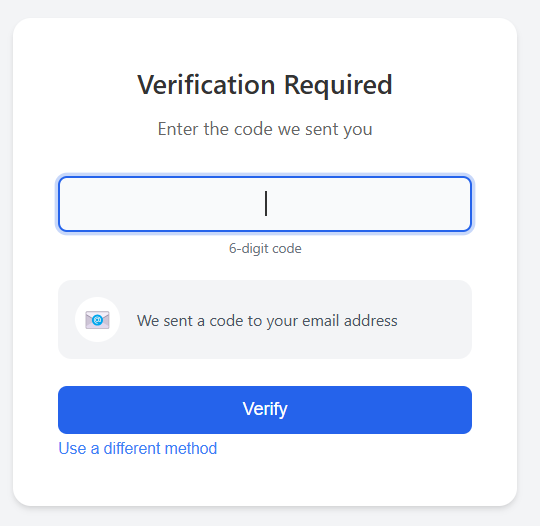 Verification Required
Enter the code we sent you
6-digit code
We sent a code to your email address
Verify
Use a different method